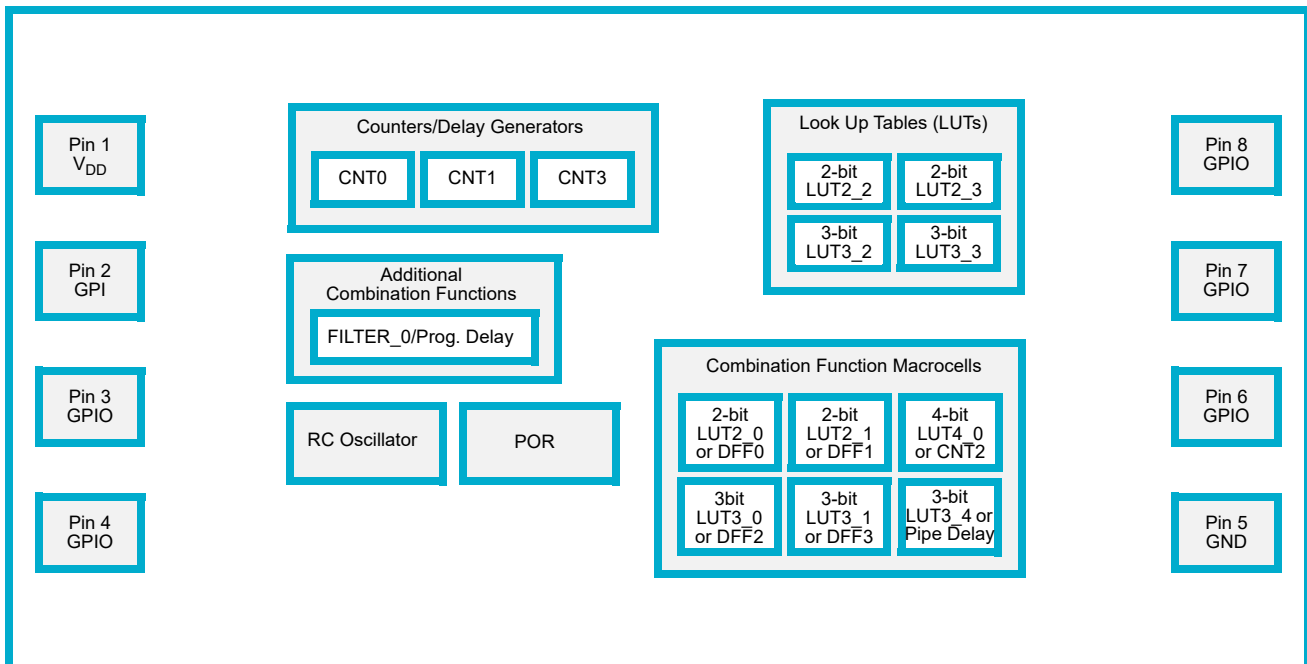 Pin 1
VDD
Pin 2
GPI
Pin 3
GPIO
Pin 4
GPIO
Counters/Delay Generators
CNT0
CNT1
CNT3
Additional
Combination Functions
FILTER_0/Prog. Delay
RC Oscillator
POR
Look Up Tables (LUTs)
2-bit
LUT2_2
2-bit
LUT2_3
3-bit
LUT3_2
3-bit
LUT3_3
Combination Function Macrocells
2-bit
LUT2_0
or DFF0
2-bit
LUT2_1
or DFF1
4-bit
LUT4_0
or CNT2
3bit
LUT3_0
or DFF2
3-bit
LUT3_1
or DFF3
3-bit
LUT3_4 or
Pipe Delay
Pin 8
GPIO
Pin 7
GPIO
Pin 6
GPIO
Pin 5
GND